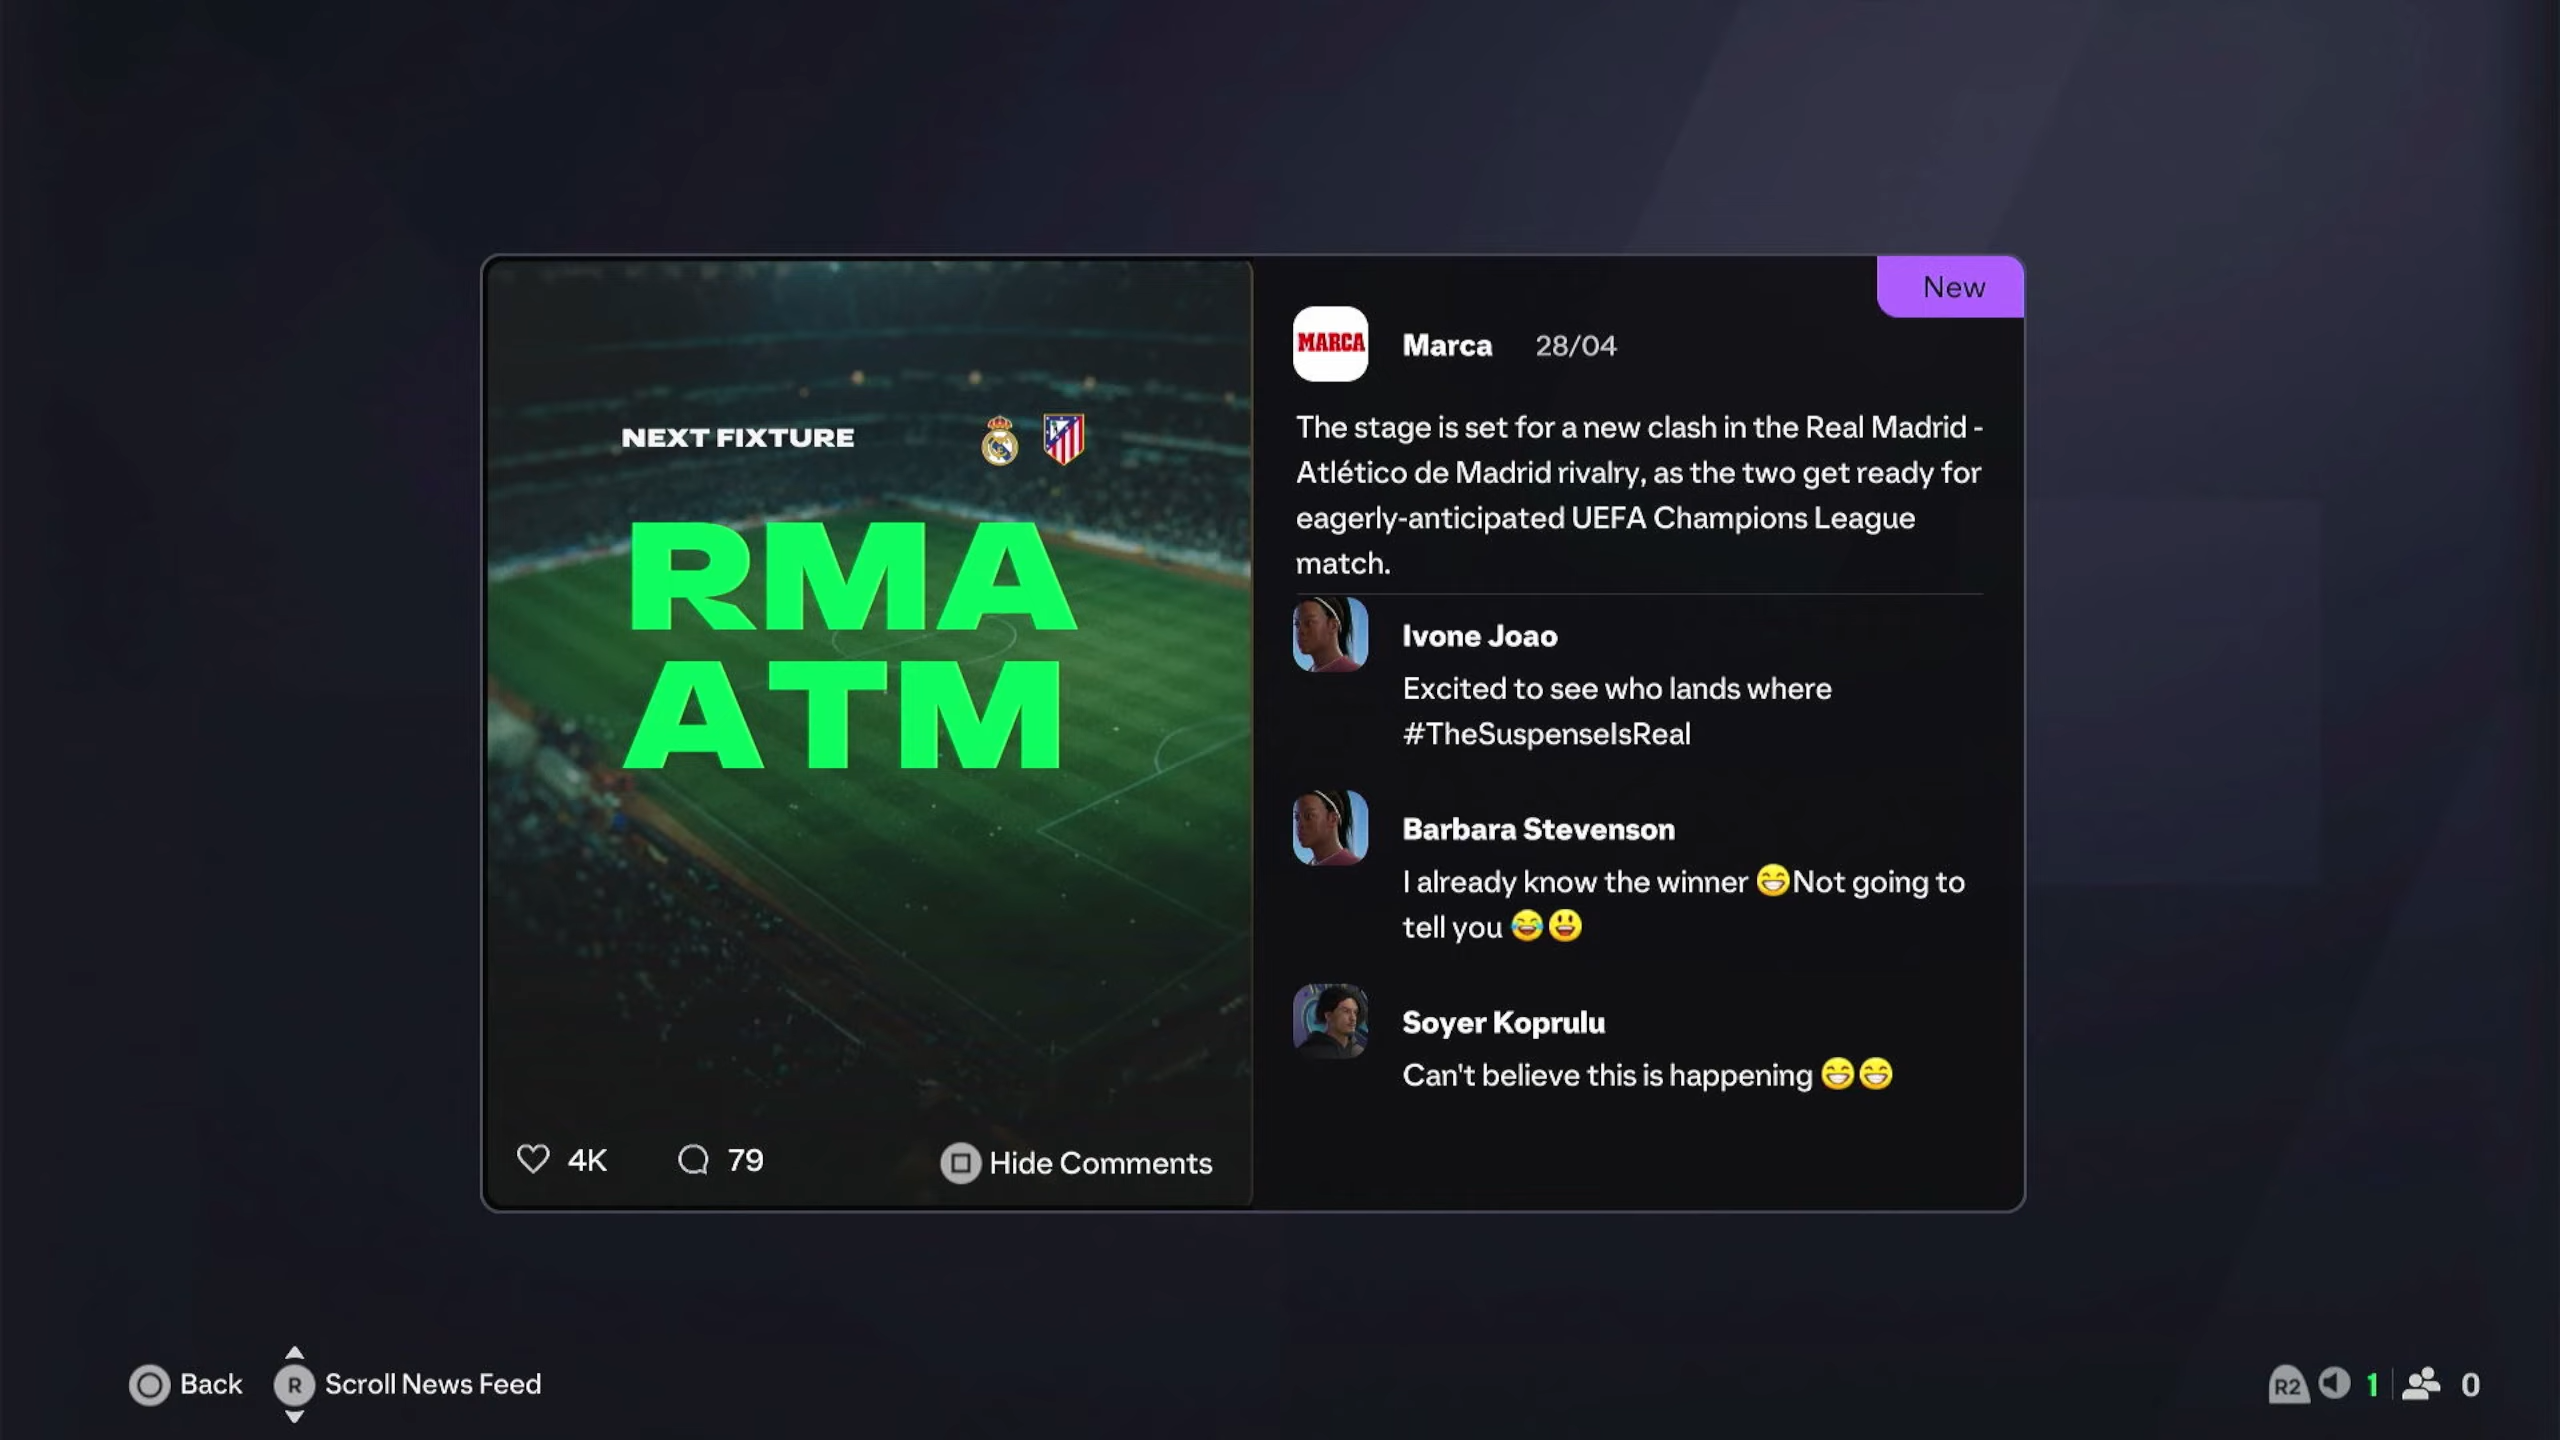 NEXT FIXTURE
RMA
ATM
4K
79
Hide Comments
New
MARCA
Marca 28/04
The stage is set for a new clash in the Real Madrid -
Atlético de Madrid rivalry, as the two get ready for
eagerly-anticipated UEFA Champions League
match.
Ivone Joao
Excited to see who lands where
#TheSuspenseIsReal
Barbara Stevenson
I already know the winner 😁Not going to
tell you 😂😃
Soyer Koprulu
Can't believe this is happening 😁😁
Back
R Scroll News Feed
R2 1 0